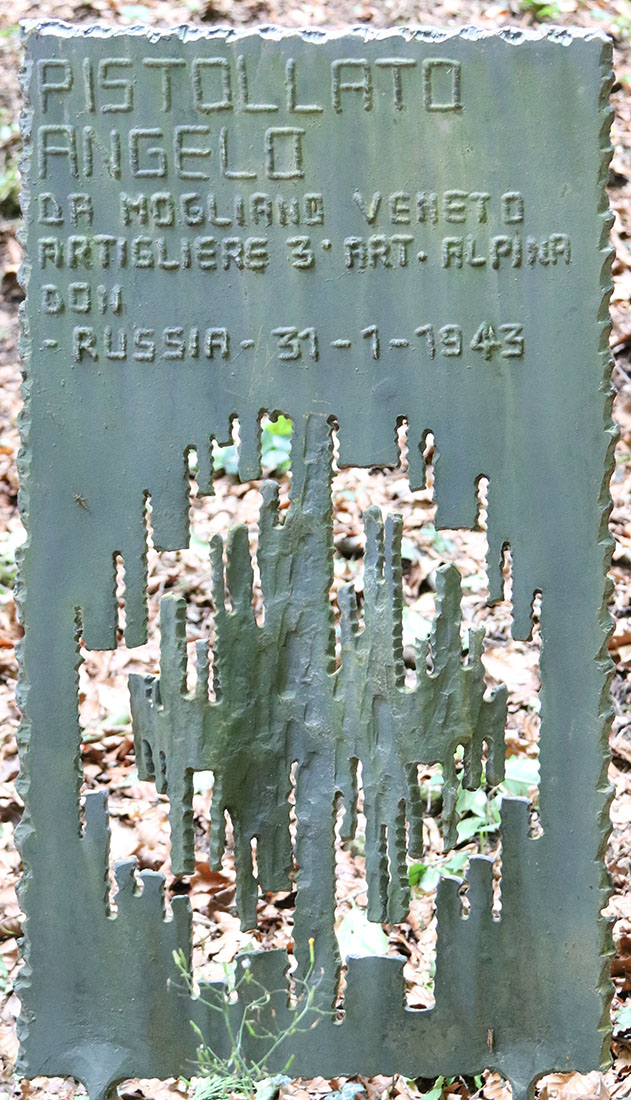 PISTOLLATO
ANGELO
DA MOGLIANO VENETO
ARTIGLIERE 3° ART. ALPINA
DON
- RUSSIA - 31 - 1 - 1943